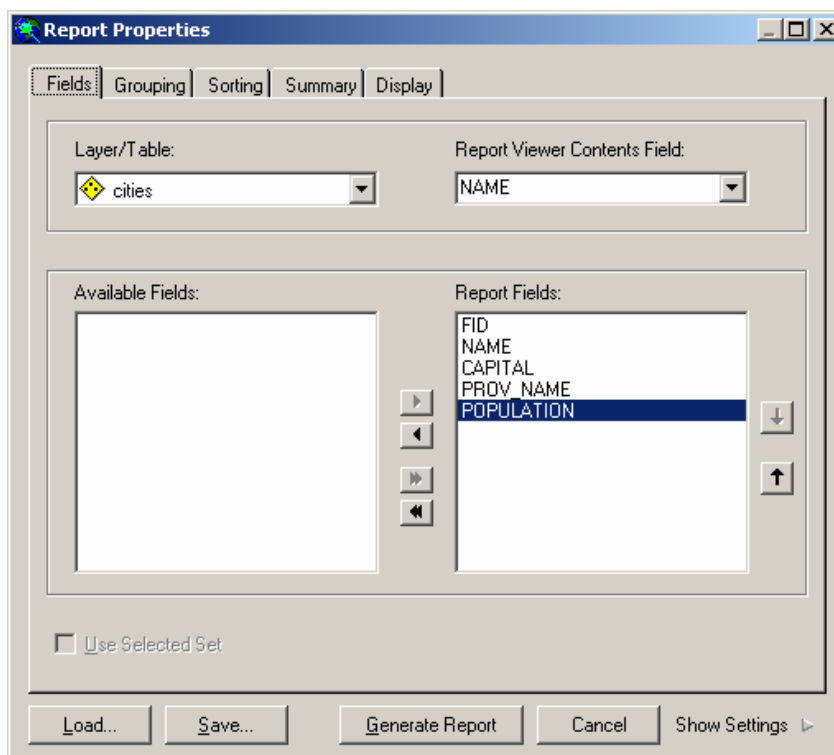 Report Properties
Fields Grouping Sorting Summary Display
Layer/Table: Report Viewer Contents Field:
cities NAME
Available Fields: Report Fields:
FID
NAME
CAPITAL
PROV_NAME
POPULATION
Use Selected Set
Load... Save... Generate Report Cancel Show Settings